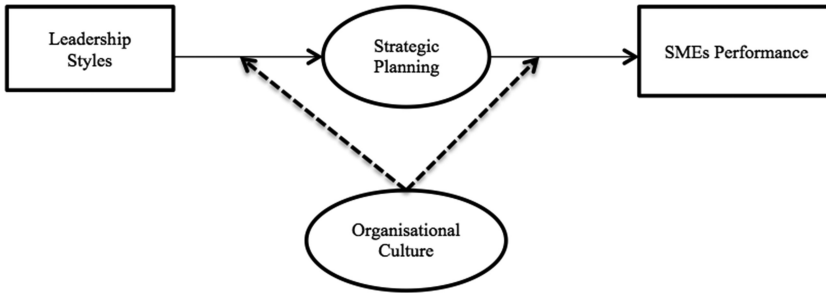 Leadership
Styles
Strategic
Planning
SMEs Performance
Organisational
Culture